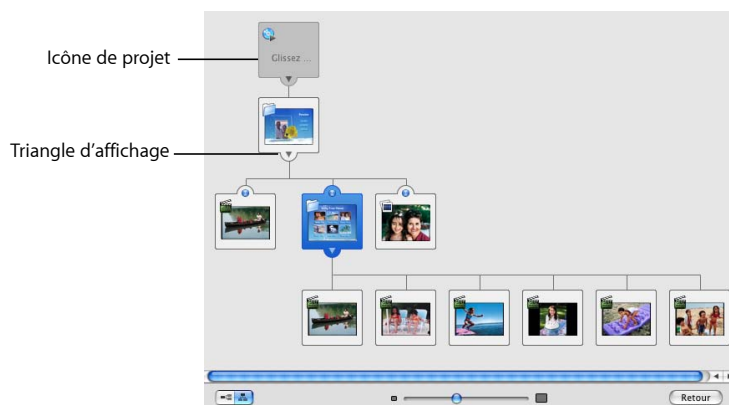 Icône de projet
Glissez ...
Triangle d'affichage
Retour